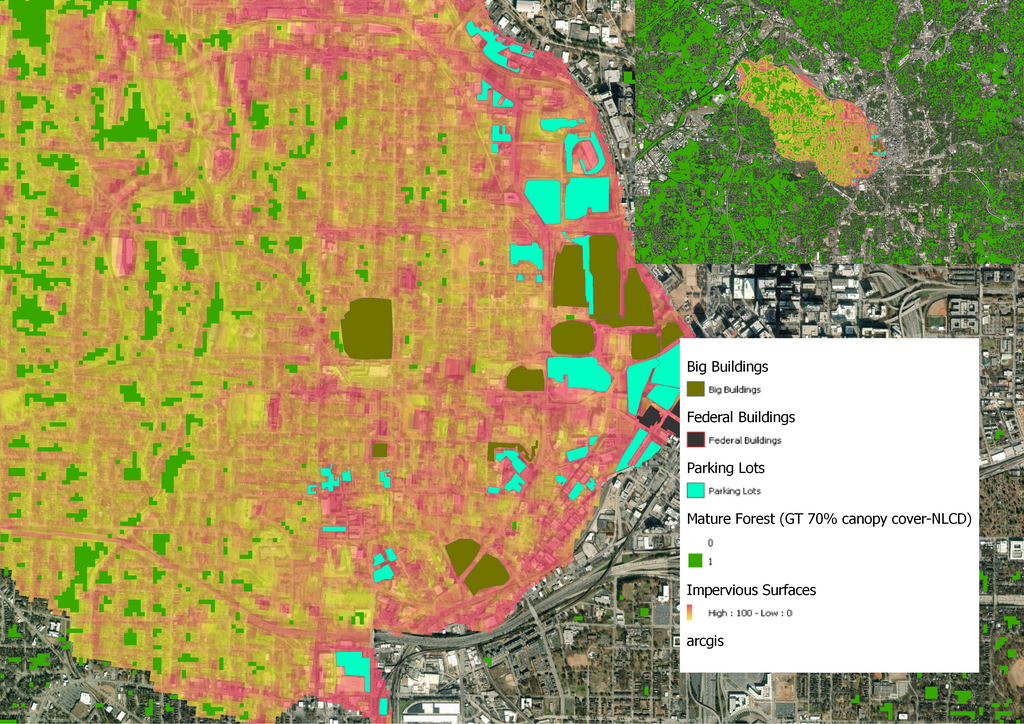 Big Buildings
Big Buildings
Federal Buildings
Federal Buildings
Parking Lots
Parking Lots
Mature Forest (GT 70% canopy cover-NLCD)
0
1
Impervious Surfaces
High : 100 - Low : 0
arcgis